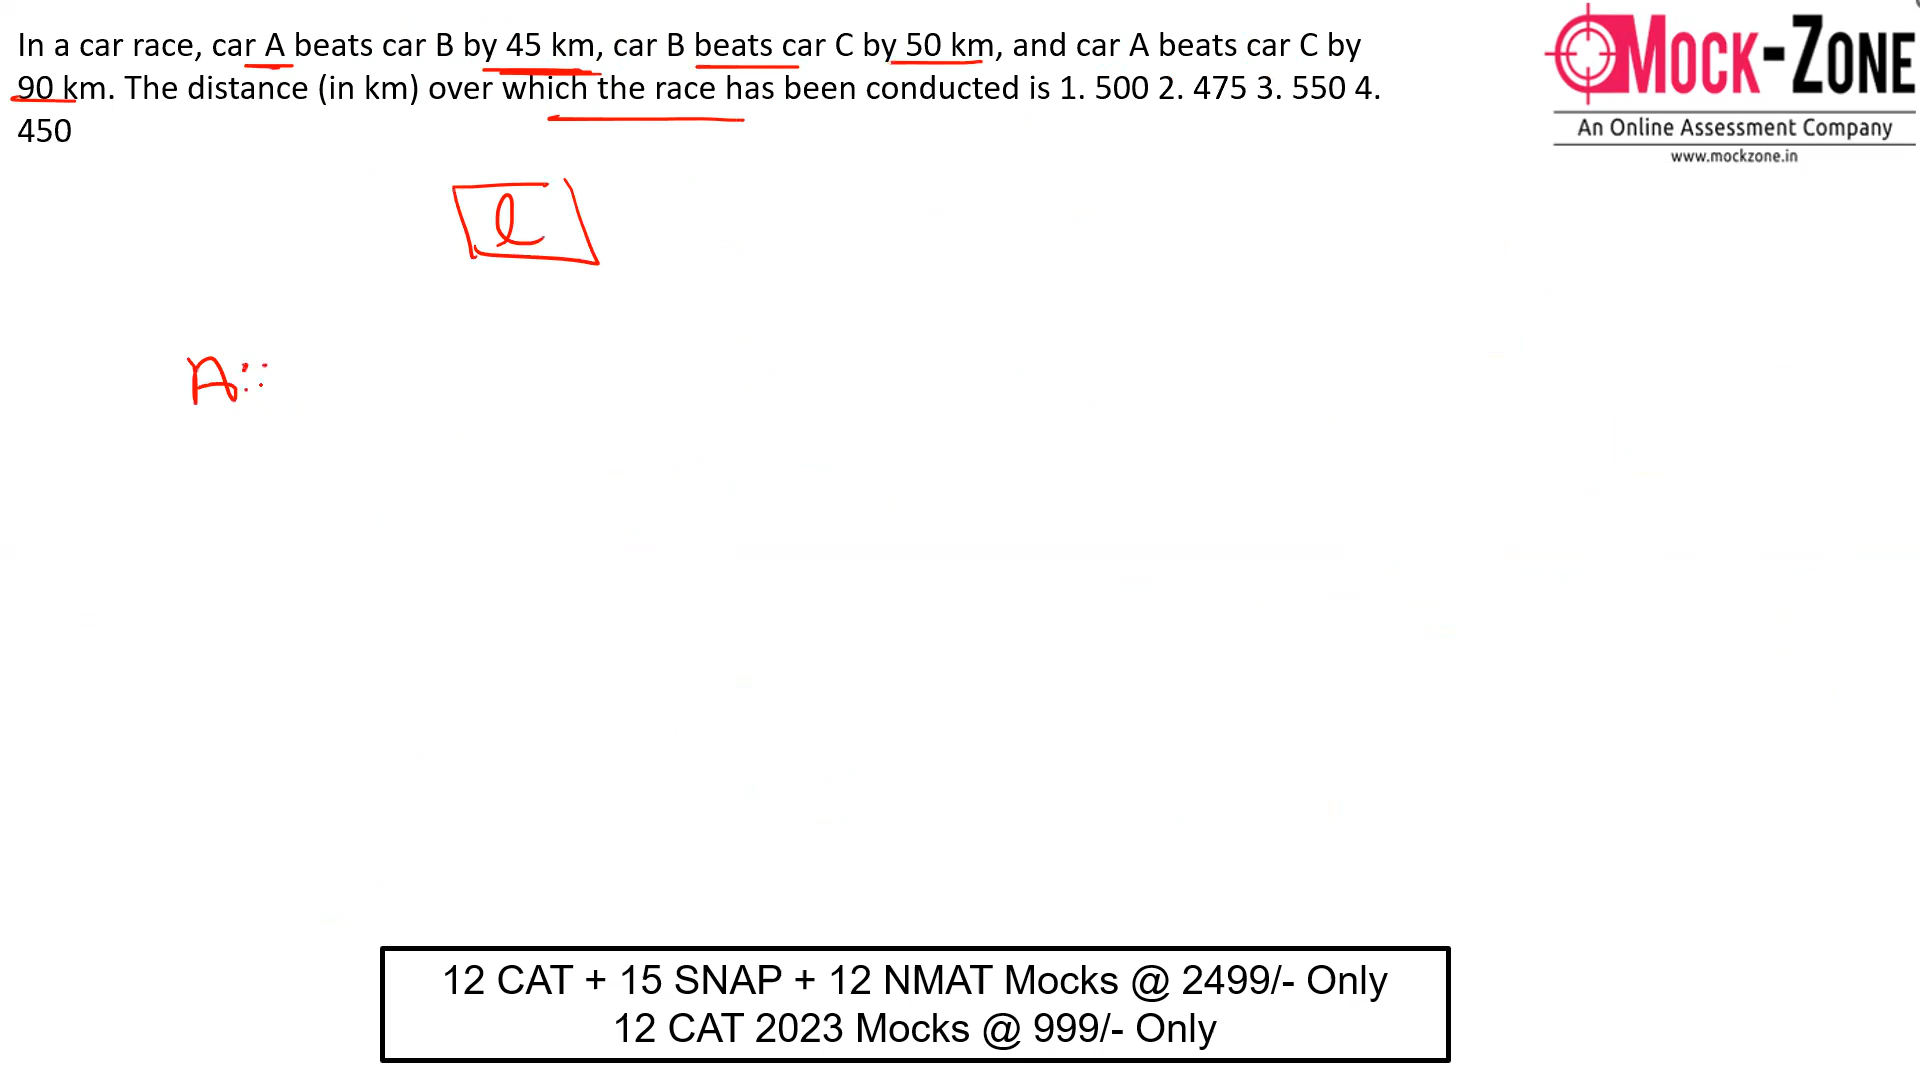 In a car race, car A beats car B by 45 km, car B beats car C by 50 km, and car A beats car C by
90 km. The distance (in km) over which the race has been conducted is 1. 500 2. 475 3. 550 4.
450
MOCK-ZONE
An Online Assessment Company
www.mockzone.in
l
A::
12 CAT + 15 SNAP + 12 NMAT Mocks @ 2499/- Only
12 CAT 2023 Mocks @ 999/- Only